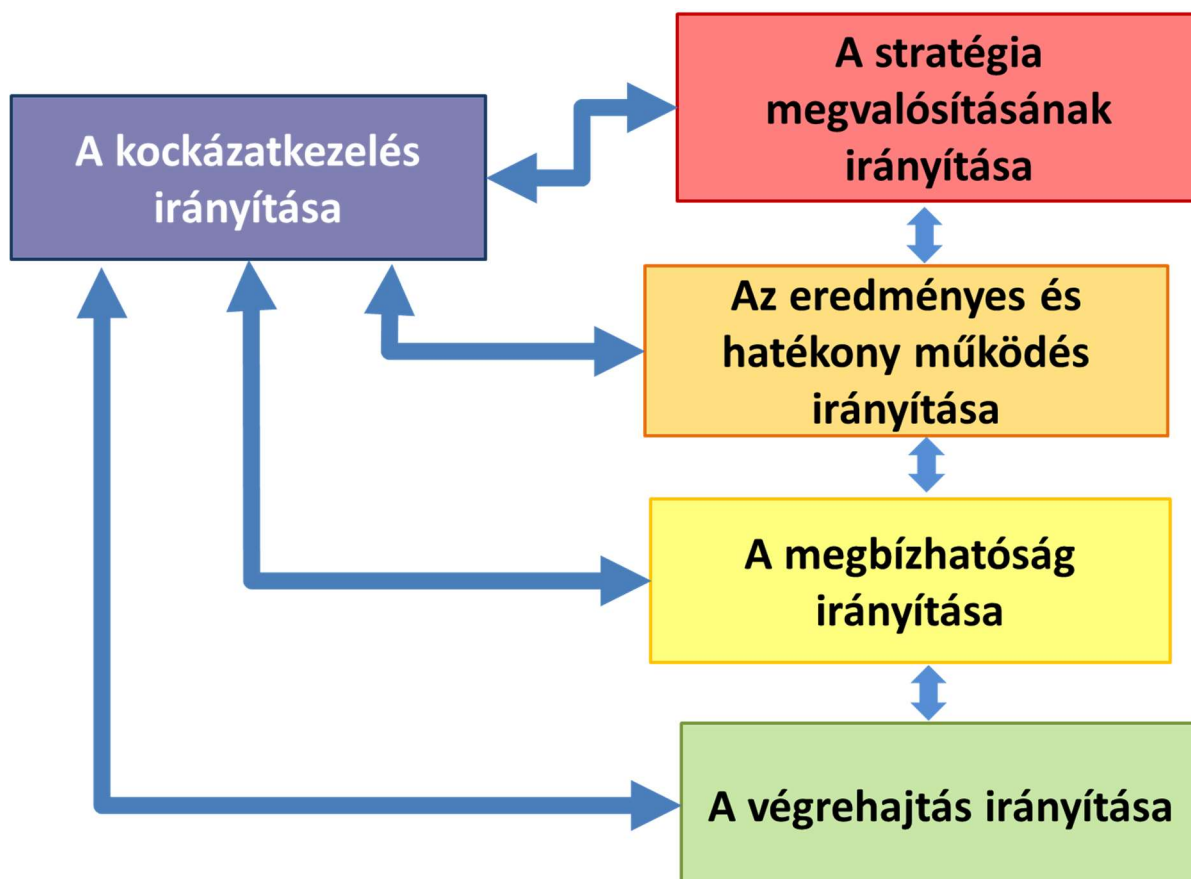 A kockázatkezelés
irányítása
A stratégia
megvalósításának
irányítása
Az eredményes és
hatékony működés
irányítása
A megbízhatóság
irányítása
A végrehajtás irányítása